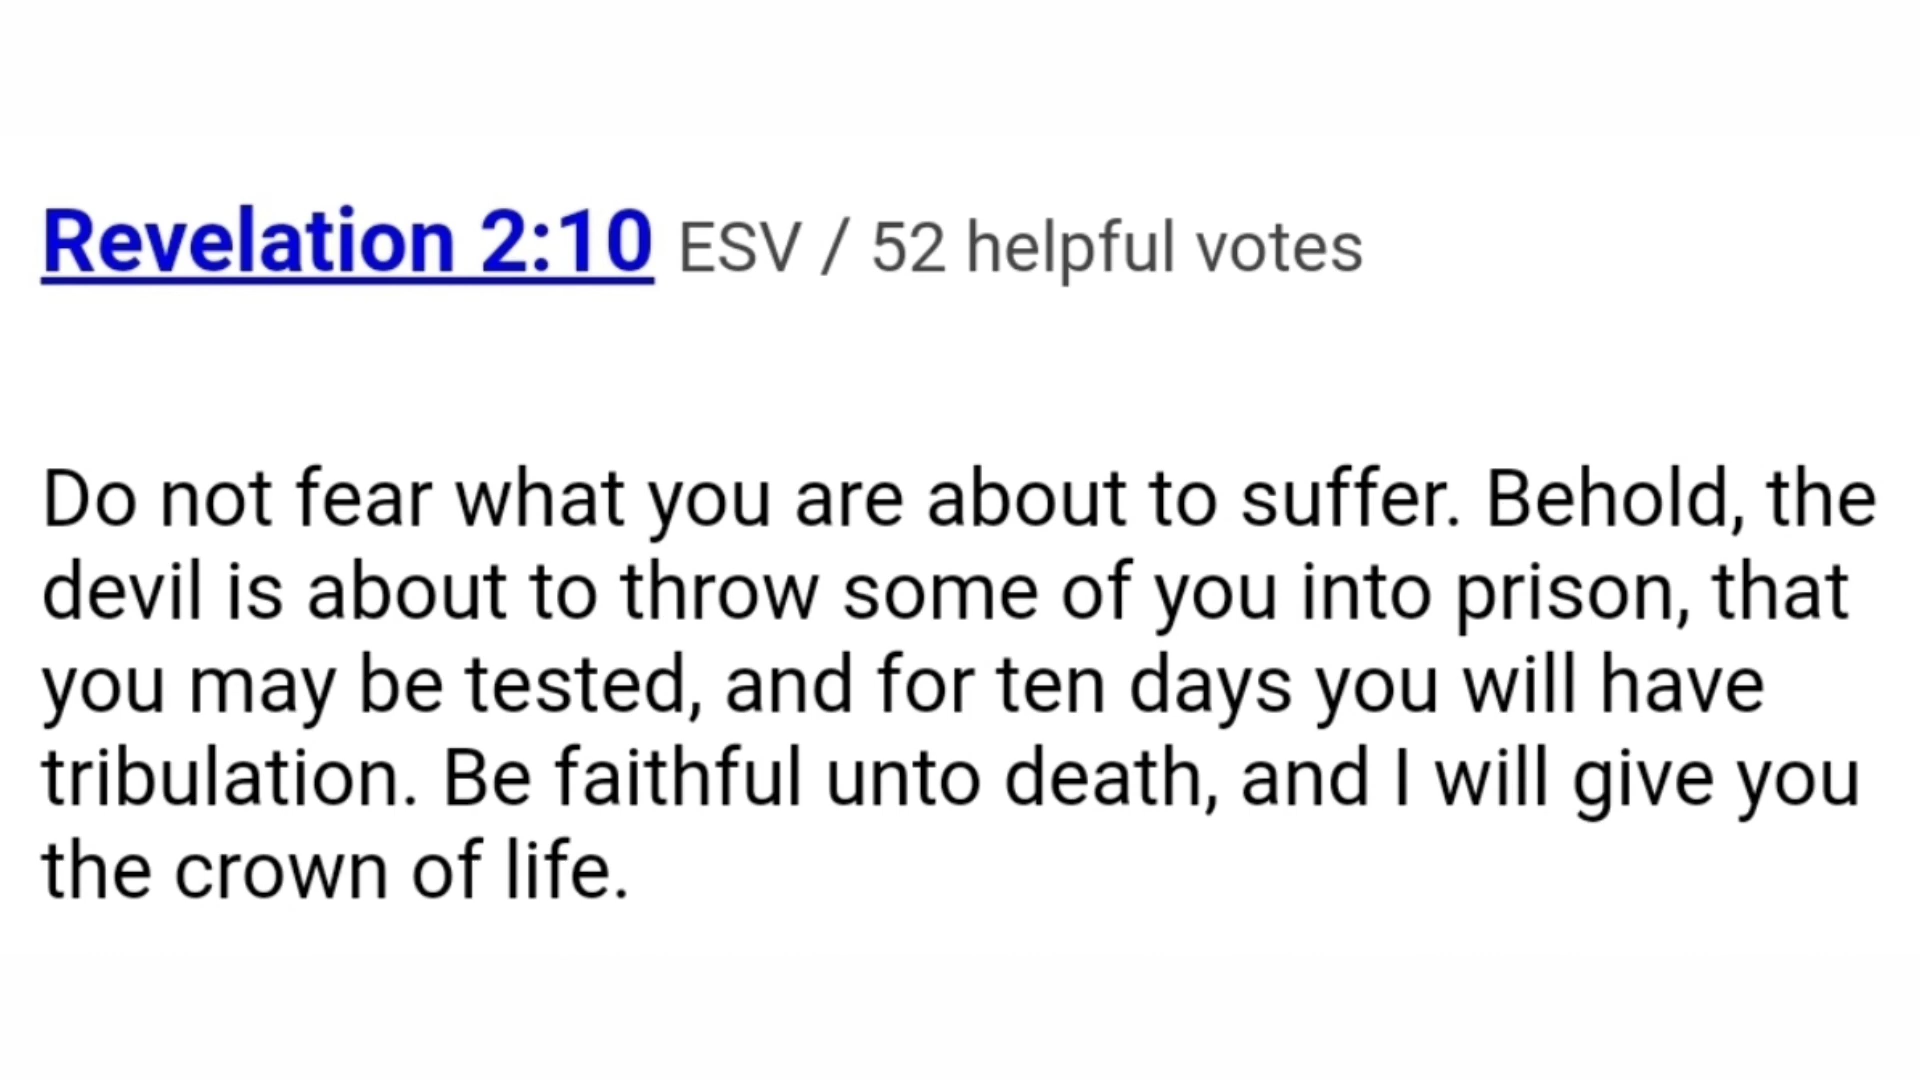 Revelation 2:10 ESV / 52 helpful votes
Do not fear what you are about to suffer. Behold, the
devil is about to throw some of you into prison, that
you may be tested, and for ten days you will have
tribulation. Be faithful unto death, and I will give you
the crown of life.